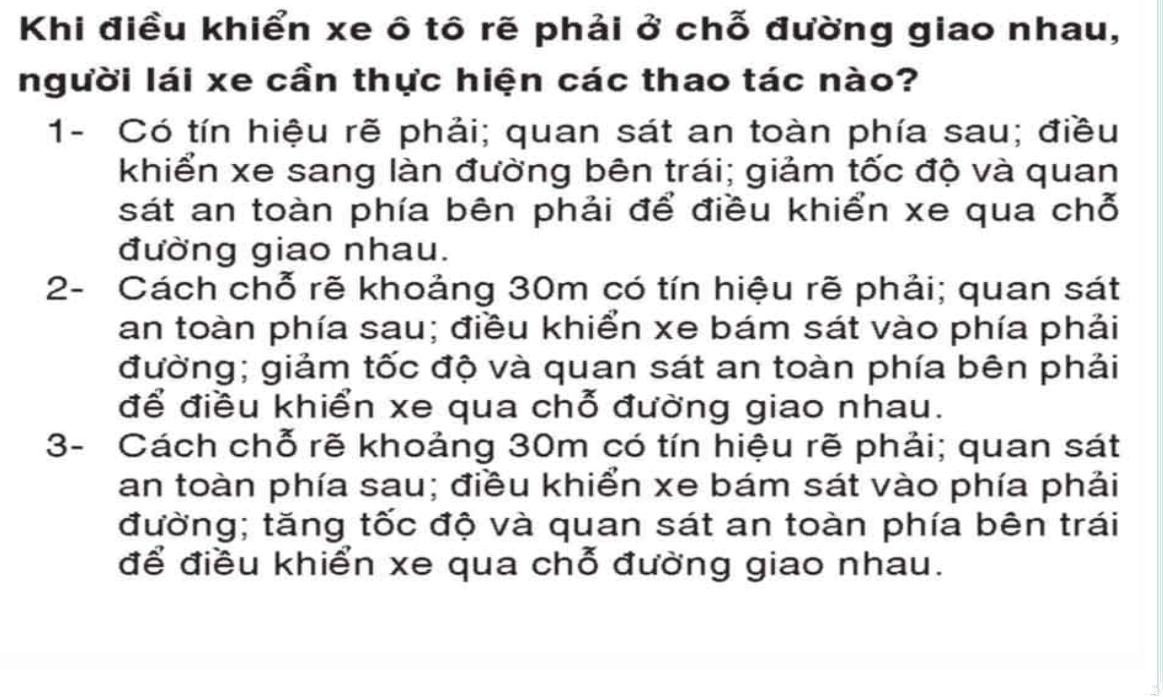 Khi điều khiển xe ô tô rẽ phải ở chỗ đường giao nhau,
người lái xe cần thực hiện các thao tác nào?
1- Có tín hiệu rẽ phải; quan sát an toàn phía sau; điều
khiển xe sang làn đường bên trái; giảm tốc độ và quan
sát an toàn phía bên phải để điều khiển xe qua chỗ
đường giao nhau.
2- Cách chỗ rẽ khoảng 30m có tín hiệu rẽ phải; quan sát
an toàn phía sau; điều khiển xe bám sát vào phía phải
đường; giảm tốc độ và quan sát an toàn phía bên phải
để điều khiển xe qua chỗ đường giao nhau.
3- Cách chỗ rẽ khoảng 30m có tín hiệu rẽ phải; quan sát
an toàn phía sau; điều khiển xe bám sát vào phía phải
đường; tăng tốc độ và quan sát an toàn phía bên trái
để điều khiển xe qua chỗ đường giao nhau.